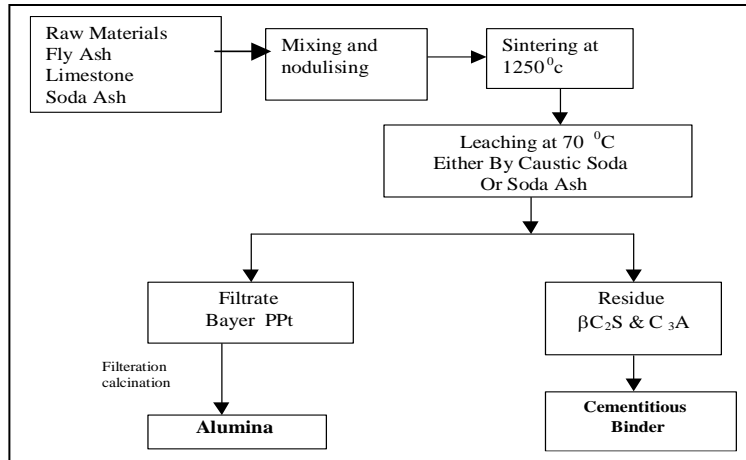 Raw Materials
Fly Ash
Limestone
Soda Ash
Mixing and
nodulising
Sintering at
1250⁰c
Leaching at 70 ⁰C
Either By Caustic Soda
Or Soda Ash
Filtrate
Bayer PPt
Residue
βC₂S & C ₃A
Filteration
calcination
Alumina
Cementitious
Binder